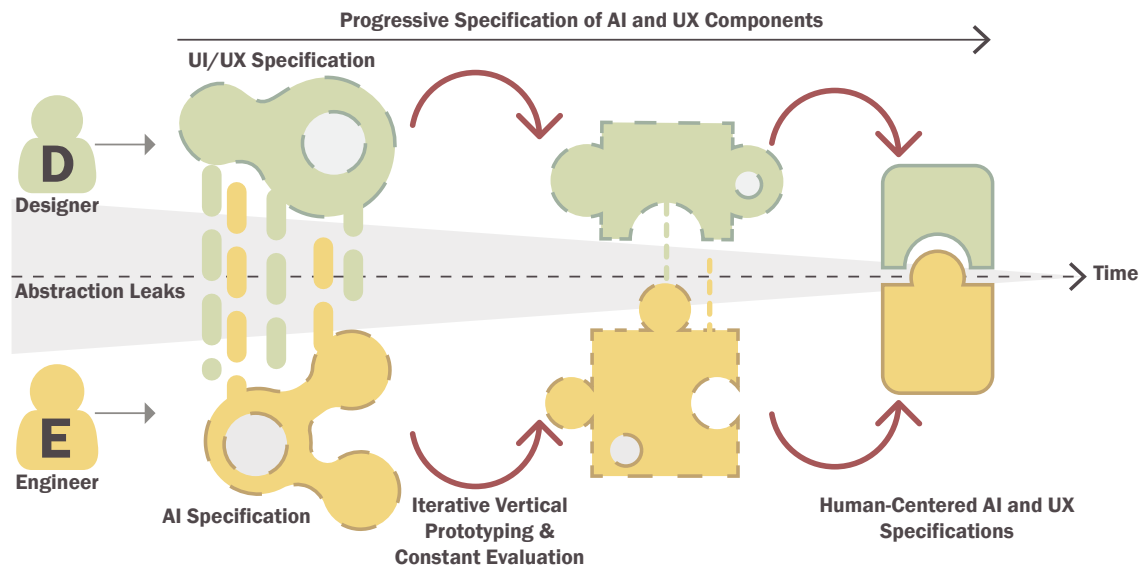 Progressive Specification of AI and UX Components
UI/UX Specification
D
Designer
Abstraction Leaks
Time
E
Engineer
AI Specification
Iterative Vertical
Prototyping &
Constant Evaluation
Human-Centered AI and UX
Specifications